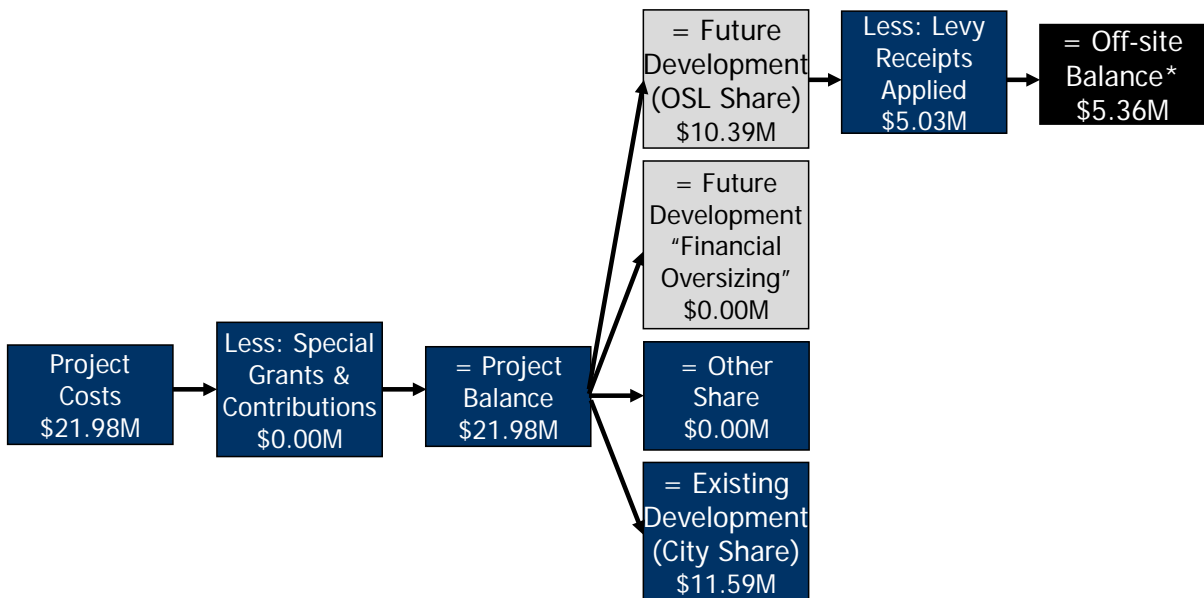 Project
Costs
$21.98M
Less: Special
Grants &
Contributions
$0.00M
= Project
Balance
$21.98M
= Future
Development
(OSL Share)
$10.39M
Less: Levy
Receipts
Applied
$5.03M
= Off-site
Balance*
$5.36M
= Future
Development
“Financial
Oversizing”
$0.00M
= Other
Share
$0.00M
= Existing
Development
(City Share)
$11.59M